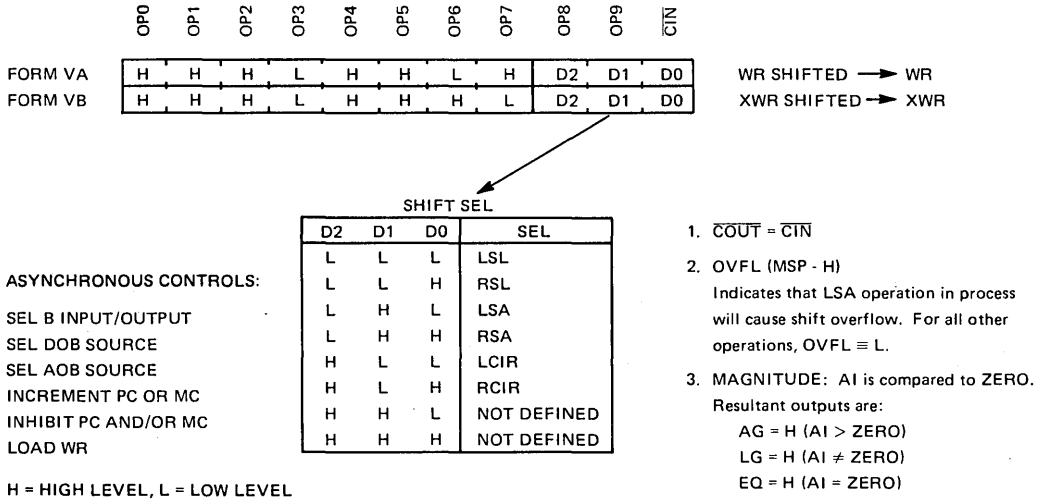 OP0 OP1 OP2 OP3 OP4 OP5 OP6 OP7 OP8 OP9 C̅I̅N̅
FORM VA H H H L H H L H D2 D1 D0 WR SHIFTED → WR
FORM VB H H H L H H H L D2 D1 D0 XWR SHIFTED → XWR
SHIFT SEL
D2 D1 D0 SEL
L L L LSL
L L H RSL
L H L LSA
L H H RSA
H L L LCIR
H L H RCIR
H H L NOT DEFINED
H H H NOT DEFINED
ASYNCHRONOUS CONTROLS:
SEL B INPUT/OUTPUT
SEL DOB SOURCE
SEL AOB SOURCE
INCREMENT PC OR MC
INHIBIT PC AND/OR MC
LOAD WR
H = HIGH LEVEL, L = LOW LEVEL
1. C̅O̅U̅T̅ = C̅I̅N̅
2. OVFL (MSP - H)
Indicates that LSA operation in process
will cause shift overflow. For all other
operations, OVFL ≡ L.
3. MAGNITUDE: AI is compared to ZERO.
Resultant outputs are:
AG = H (AI > ZERO)
LG = H (AI ≠ ZERO)
EQ = H (AI = ZERO)